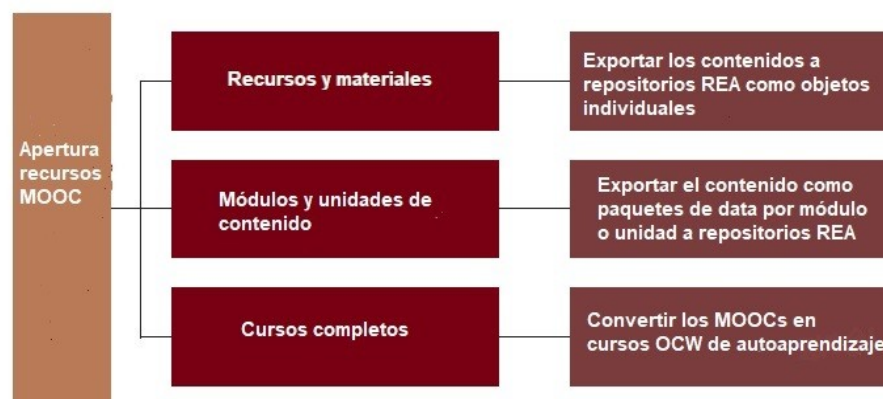 Apertura
recursos
MOOC
Recursos y materiales
Exportar los contenidos a
repositorios REA como objetos
individuales
Módulos y unidades de
contenido
Exportar el contenido como
paquetes de data por módulo
o unidad a repositorios REA
Cursos completos
Convertir los MOOCs en
cursos OCW de autoaprendizaje